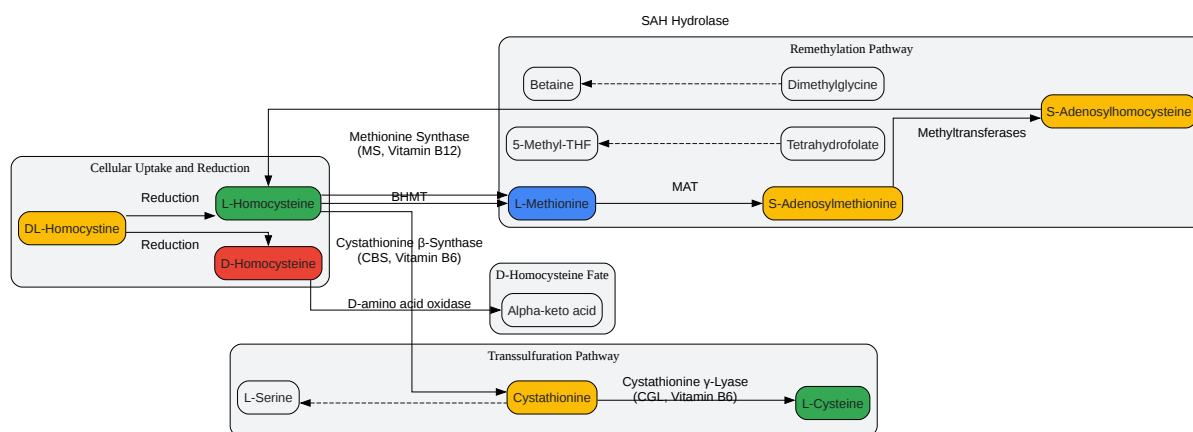 SAH Hydrolase
Remethylation Pathway
Betaine
Dimethylglycine
S-Adenosylhomocysteine
Methionine Synthase
(MS, Vitamin B12)
5-Methyl-THF
Tetrahydrofolate
Methyltransferases
Cellular Uptake and Reduction
Reduction
L-Homocysteine
BHMT
L-Methionine
MAT
S-Adenosylmethionine
DL-Homocystine
Reduction
D-Homocysteine
Cystathionine β-Synthase
(CBS, Vitamin B6)
D-Homocysteine Fate
D-amino acid oxidase
Alpha-keto acid
Transsulfuration Pathway
L-Serine
Cystathionine
Cystathionine γ-Lyase
(CGL, Vitamin B6)
L-Cysteine